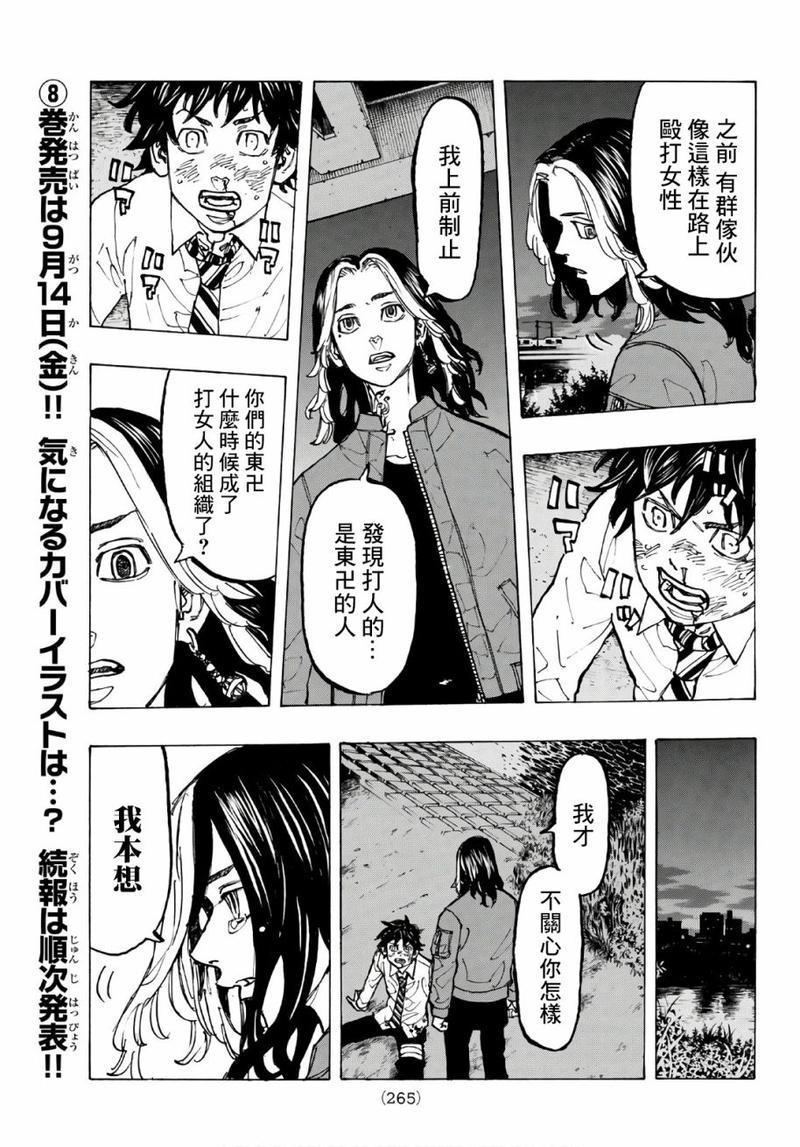 之前 有群傢伙
像這樣在路上
毆打女性
我上前制止
發現打人的…
是東卍的人
你們的東卍
什麼時候成了
打女人的組織了？
我才
不關心你怎樣
我本想
⑧巻発売は9月14日(金)!! 気になるカバーイラストは…? 続報は順次発表!!
(265)